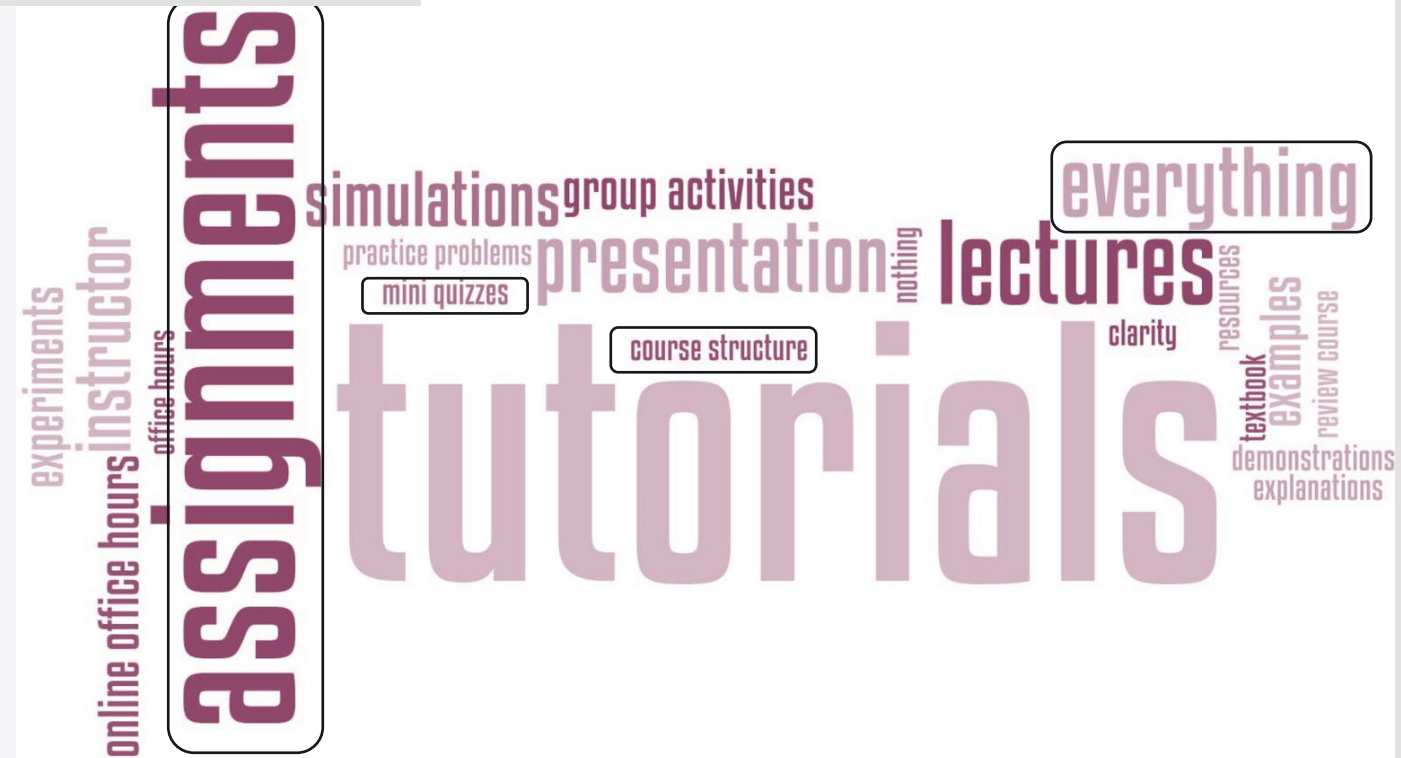 experiments
instructor
online office hours
office hours
assignments
simulations
group activities
practice problems
presentation
mini quizzes
nothing
lectures
everything
course structure
tutorials
clarity
resources
textbook
examples
review course
demonstrations
explanations